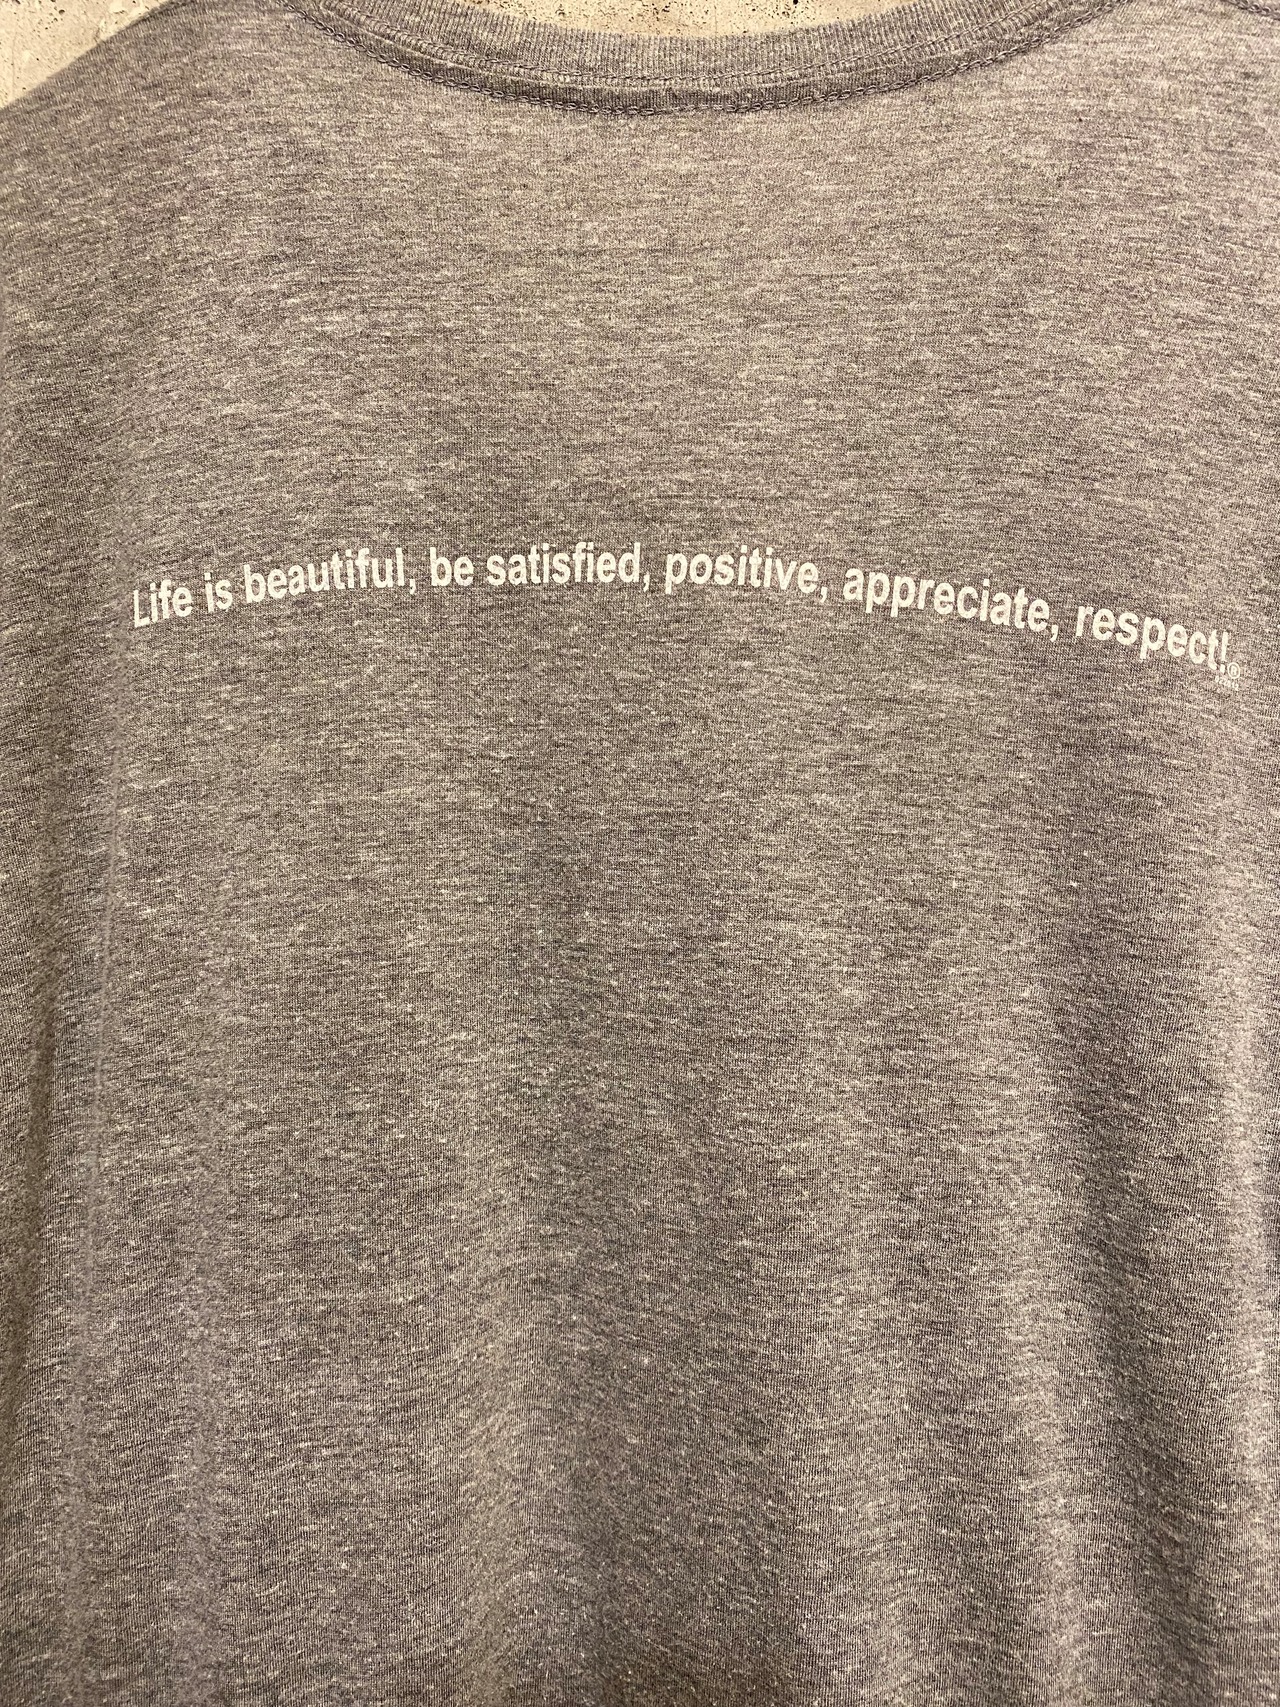 Life is beautiful, be satisfied, positive, appreciate, respect!®